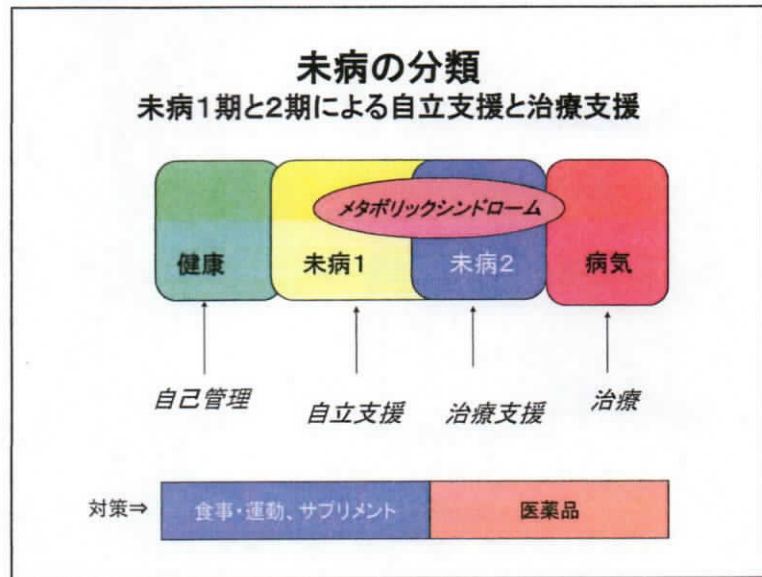 未病の分類
未病1期と2期による自立支援と治療支援
メタボリックシンドローム
健康
未病1
未病2
病気
自己管理
自立支援
治療支援
治療
対策⇒
食事・運動、サプリメント
医薬品